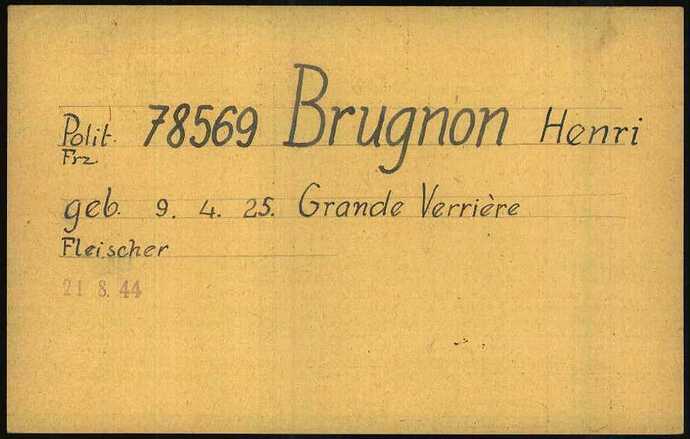 Polit. 78569 Brugnon Henri
Frz
geb. 9. 4. 25. Grande Verrière
Fleischer
21 8. 44